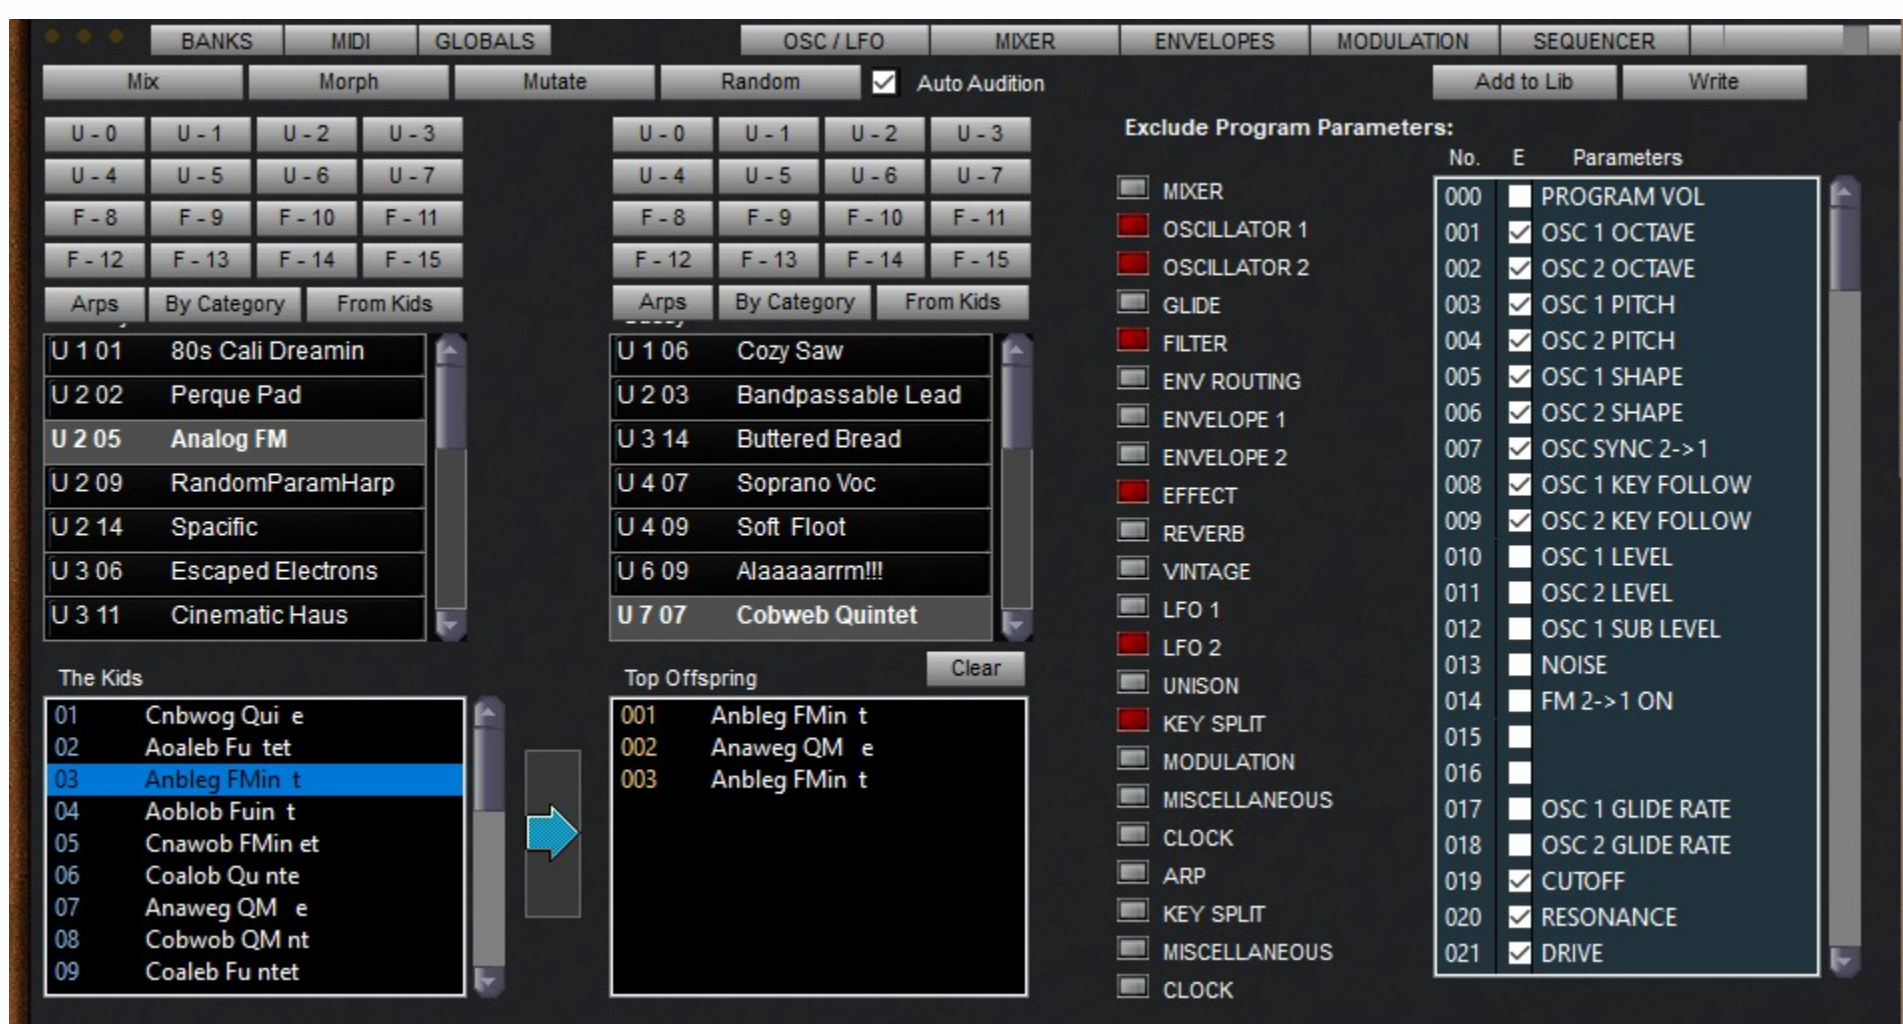 BANKS MIDI GLOBALS OSC / LFO MIXER ENVELOPES MODULATION SEQUENCER
Mix Morph Mutate Random Auto Audition Add to Lib Write
U - 0 U - 1 U - 2 U - 3
U - 4 U - 5 U - 6 U - 7
F - 8 F - 9 F - 10 F - 11
F - 12 F - 13 F - 14 F - 15
Arps By Category From Kids
U 1 01 80s Cali Dreamin
U 2 02 Perque Pad
U 2 05 Analog FM
U 2 09 RandomParamHarp
U 2 14 Spacific
U 3 06 Escaped Electrons
U 3 11 Cinematic Haus
The Kids
01 Cnbwog Qui e
02 Aoaleb Fu tet
03 Anbleg FMin t
04 Aoblob Fuin t
05 Cnawob FMin et
06 Coalob Qu nte
07 Anaweg QM e
08 Cobwob QM nt
09 Coaleb Fu ntet
U - 0 U - 1 U - 2 U - 3
U - 4 U - 5 U - 6 U - 7
F - 8 F - 9 F - 10 F - 11
F - 12 F - 13 F - 14 F - 15
Arps By Category From Kids
U 1 06 Cozy Saw
U 2 03 Bandpassable Lead
U 3 14 Buttered Bread
U 4 07 Soprano Voc
U 4 09 Soft Floot
U 6 09 Alaaaaarrm!!!
U 7 07 Cobweb Quintet
Top Offspring Clear
001 Anbleg FMin t
002 Anaweg QM e
003 Anbleg FMin t
Exclude Program Parameters:
MIXER
OSCILLATOR 1
OSCILLATOR 2
GLIDE
FILTER
ENV ROUTING
ENVELOPE 1
ENVELOPE 2
EFFECT
REVERB
VINTAGE
LFO 1
LFO 2
UNISON
KEY SPLIT
MODULATION
MISCELLANEOUS
CLOCK
ARP
KEY SPLIT
MISCELLANEOUS
CLOCK
No. E Parameters
000 PROGRAM VOL
001 OSC 1 OCTAVE
002 OSC 2 OCTAVE
003 OSC 1 PITCH
004 OSC 2 PITCH
005 OSC 1 SHAPE
006 OSC 2 SHAPE
007 OSC SYNC 2->1
008 OSC 1 KEY FOLLOW
009 OSC 2 KEY FOLLOW
010 OSC 1 LEVEL
011 OSC 2 LEVEL
012 OSC 1 SUB LEVEL
013 NOISE
014 FM 2->1 ON
015
016
017 OSC 1 GLIDE RATE
018 OSC 2 GLIDE RATE
019 CUTOFF
020 RESONANCE
021 DRIVE